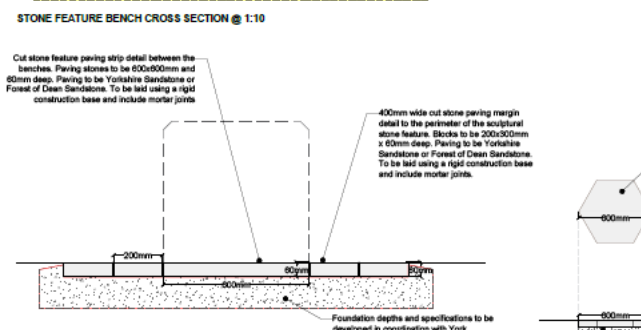 STONE FEATURE BENCH CROSS SECTION @ 1:10
Cut stone feature paving strip detail between the
benches. Paving stones to be 600x600mm and
60mm deep. Paving to be Yorkshire Sandstone or
Forest of Dean Sandstone. To be laid using a rigid
construction base and include mortar joints
400mm wide cut stone paving margin
detail to the perimeter of the sculptural
stone feature. Blocks to be 200x300mm
x 60mm deep. Paving to be Yorkshire
Sandstone or Forest of Dean Sandstone.
To be laid using a rigid construction base
and include mortar joints.
600mm
200mm
60mm
60mm
600mm
600mm
Foundation depths and specifications to be
developed in coordination with York